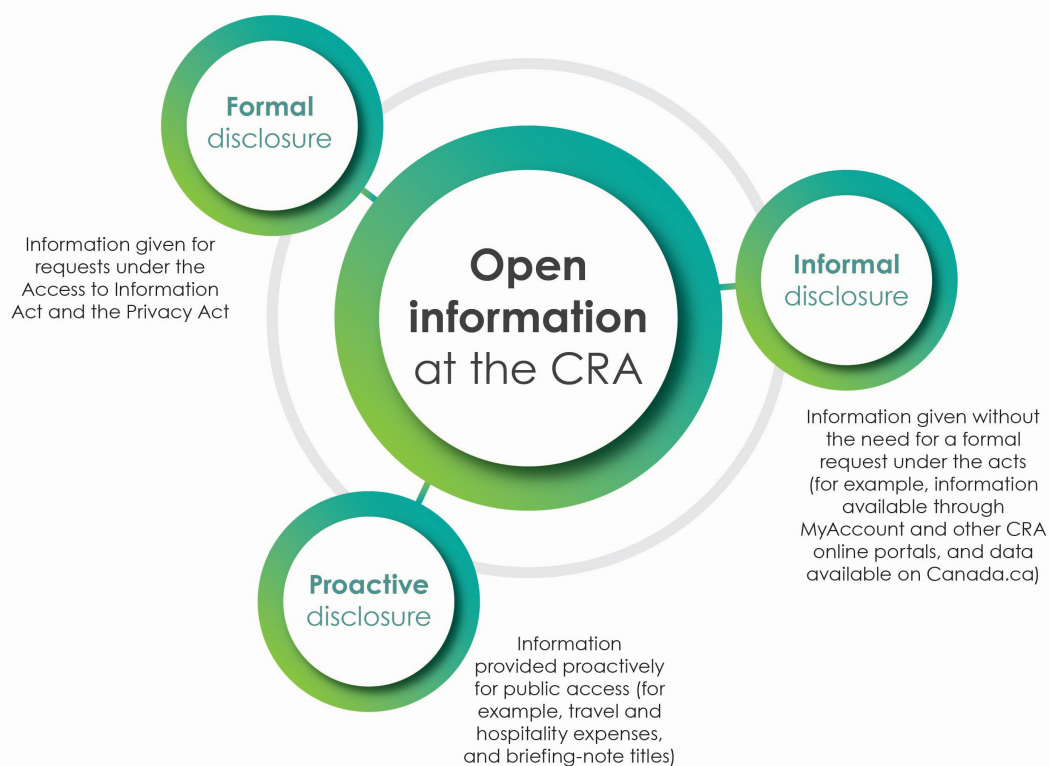 Formal
disclosure
Information given for
requests under the
Access to Information
Act and the Privacy Act
Open
information
at the CRA
Informal
disclosure
Information given without
the need for a formal
request under the acts
(for example, information
available through
MyAccount and other CRA
online portals, and data
available on Canada.ca)
Proactive
disclosure
Information
provided proactively
for public access (for
example, travel and
hospitality expenses,
and briefing-note titles)